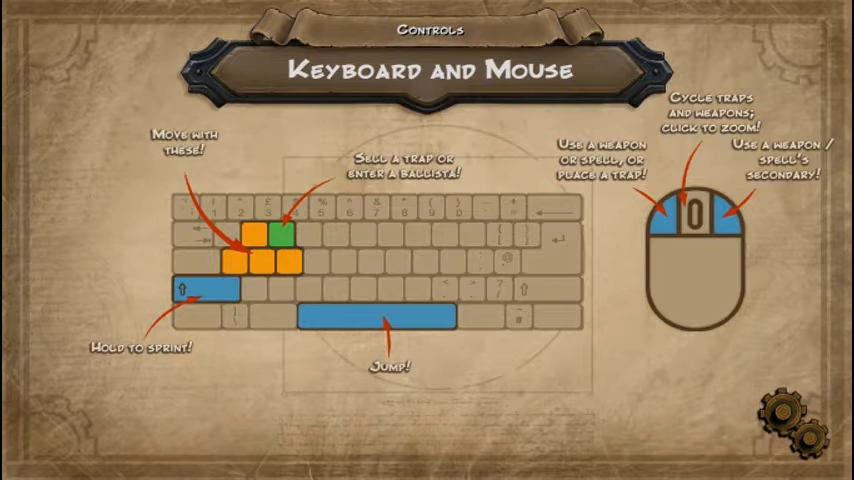 Controls
Keyboard and Mouse
Cycle traps
and weapons;
click to zoom!
Move with
these!
Sell a trap or
enter a ballista!
Use a weapon
or spell, or
place a trap!
Use a weapon /
spell's
secondary!
Hold to sprint!
Jump!